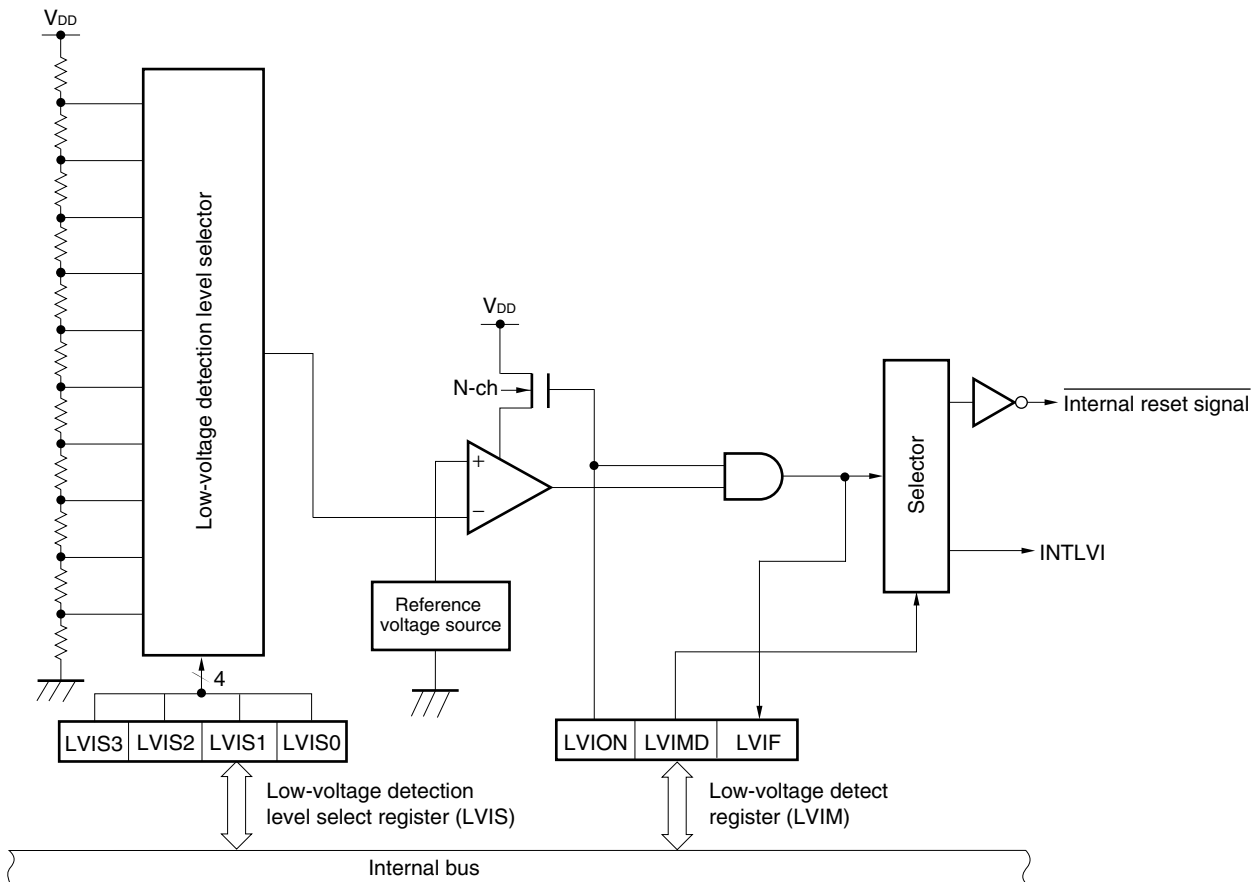 VDD
Low-voltage detection level selector
VDD
N-ch
+
−
Reference
voltage source
Selector
Internal reset signal
INTLVI
4
LVIS3 LVIS2 LVIS1 LVIS0
LVION LVIMD LVIF
Low-voltage detection
level select register (LVIS)
Low-voltage detect
register (LVIM)
Internal bus